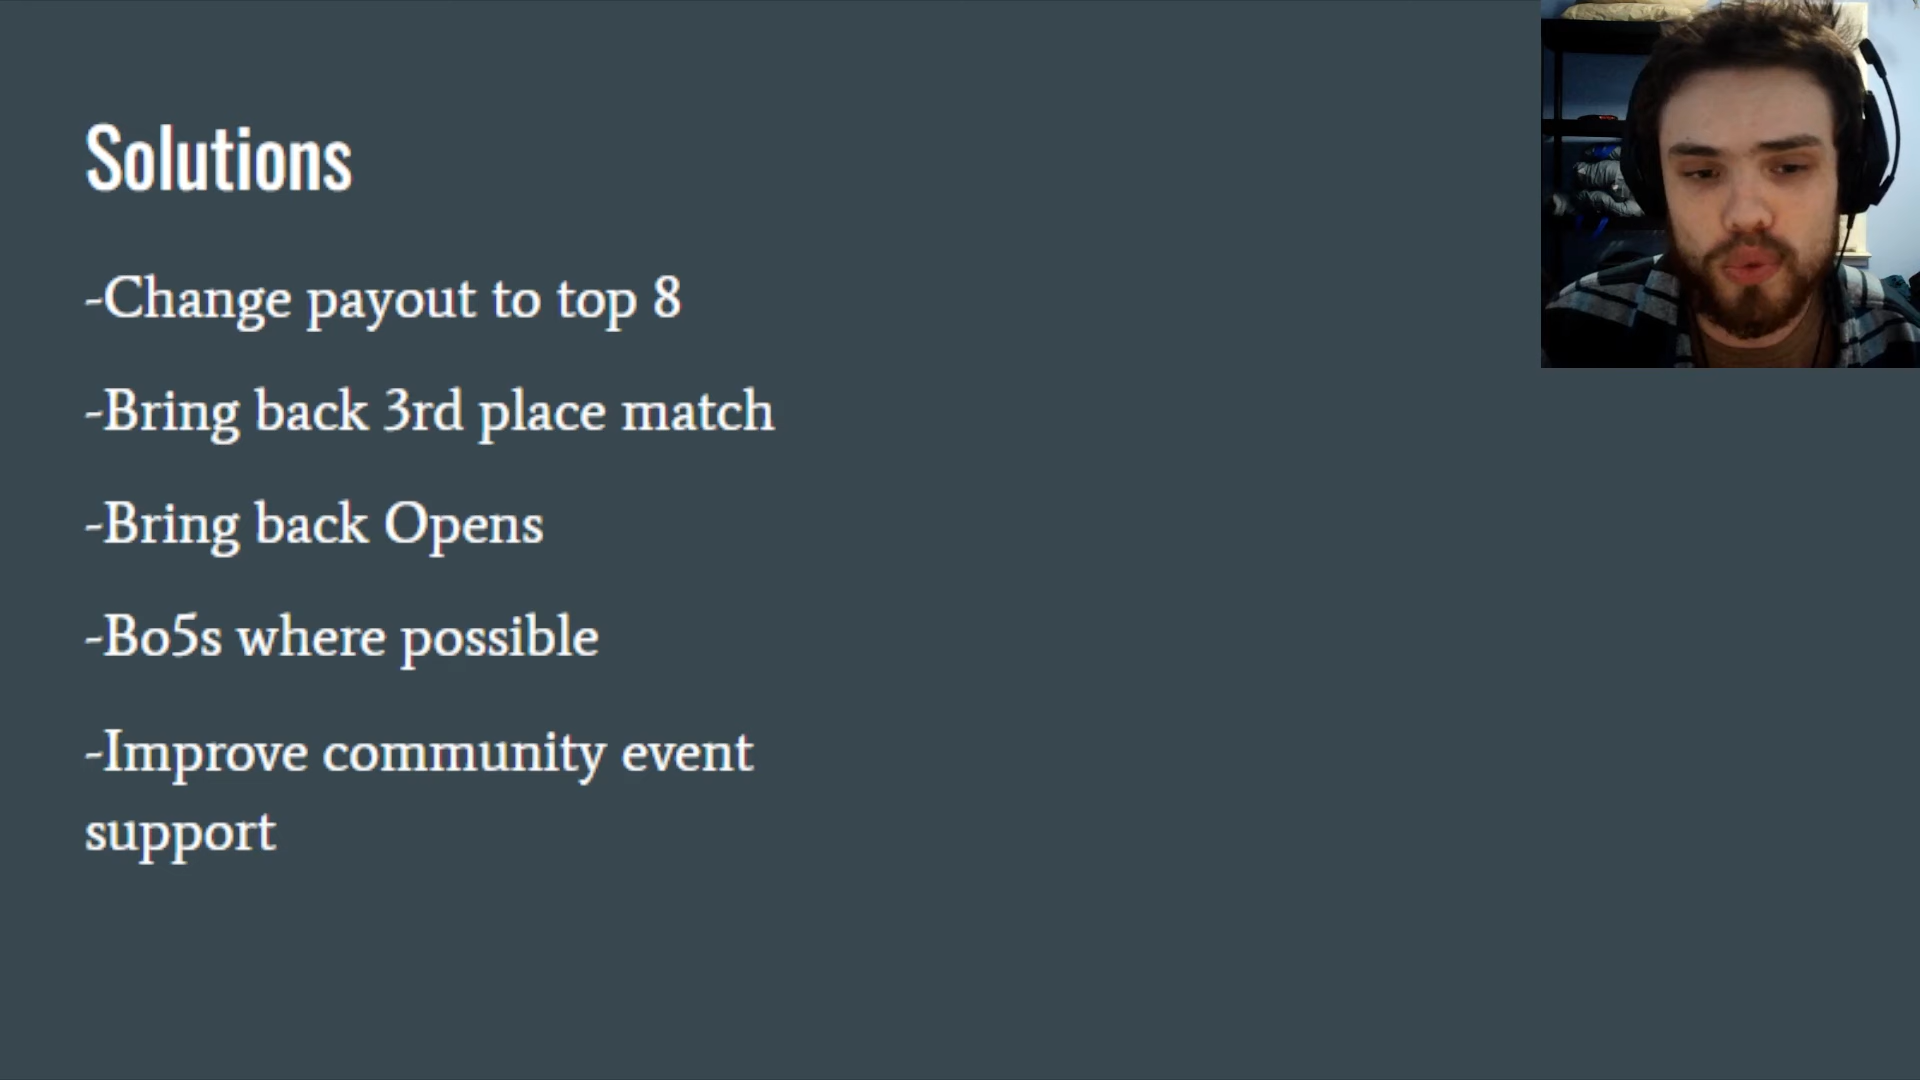 Solutions
-Change payout to top 8
-Bring back 3rd place match
-Bring back Opens
-Bo5s where possible
-Improve community event
support